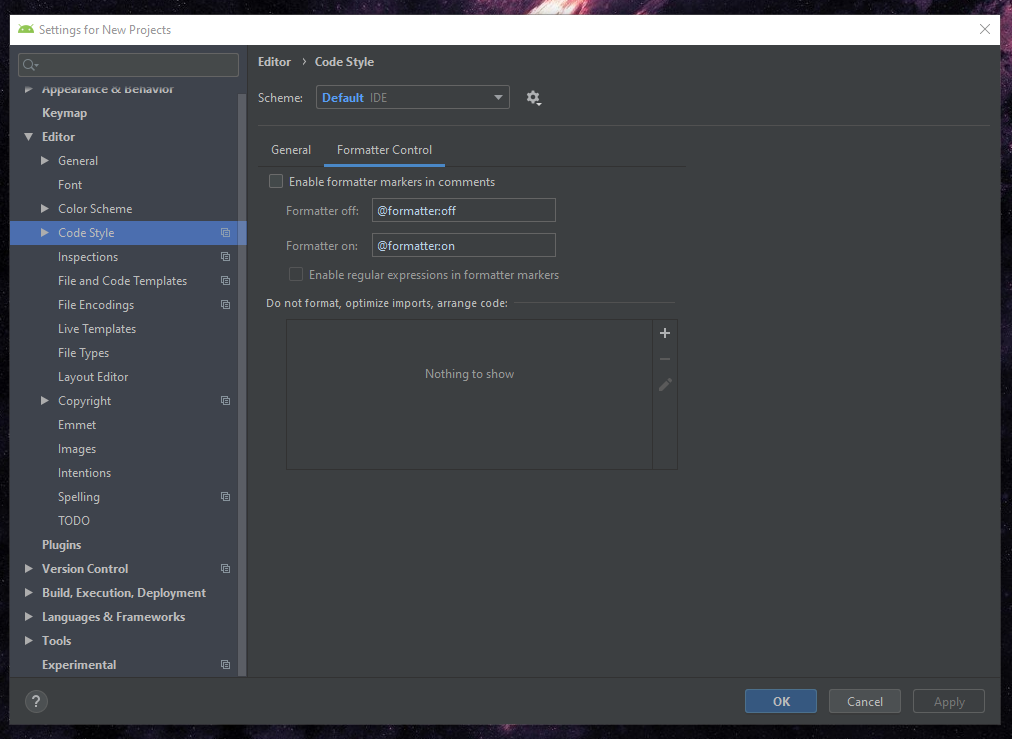 Settings for New Projects
Appearance & Behavior
Keymap
Editor
General
Font
Color Scheme
Code Style
Inspections
File and Code Templates
File Encodings
Live Templates
File Types
Layout Editor
Copyright
Emmet
Images
Intentions
Spelling
TODO
Plugins
Version Control
Build, Execution, Deployment
Languages & Frameworks
Tools
Experimental
Editor › Code Style
Scheme: Default IDE
General Formatter Control
Enable formatter markers in comments
Formatter off: @formatter:off
Formatter on: @formatter:on
Enable regular expressions in formatter markers
Do not format, optimize imports, arrange code:
Nothing to show
? OK Cancel Apply